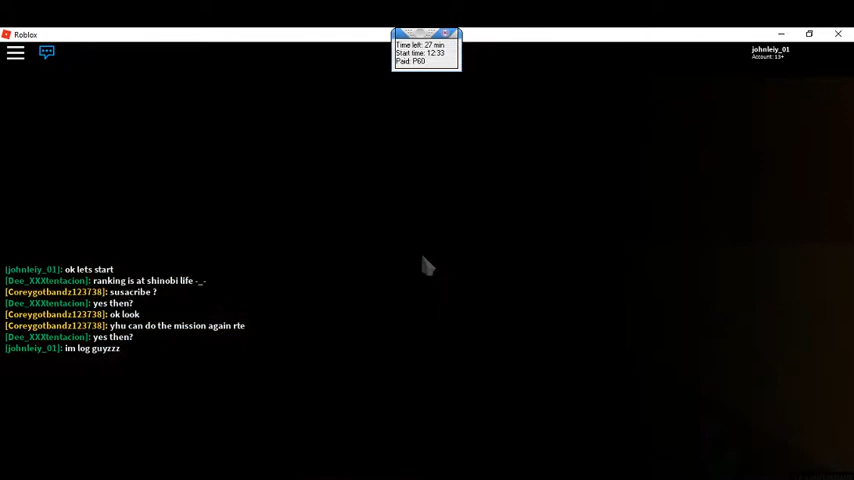 Roblox
Time left: 27 min
Start time: 12:33
Paid: P60
johnleiy_01
Account: 13+
[johnleiy_01]: ok lets start
[Dee_XXXtentacion]: ranking is at shinobi life -_-
[Coreygotbandz123738]: susacribe ?
[Dee_XXXtentacion]: yes then?
[Coreygotbandz123738]: ok look
[Coreygotbandz123738]: yhu can do the mission again rte
[Dee_XXXtentacion]: yes then?
[johnleiy_01]: im log guyzzz